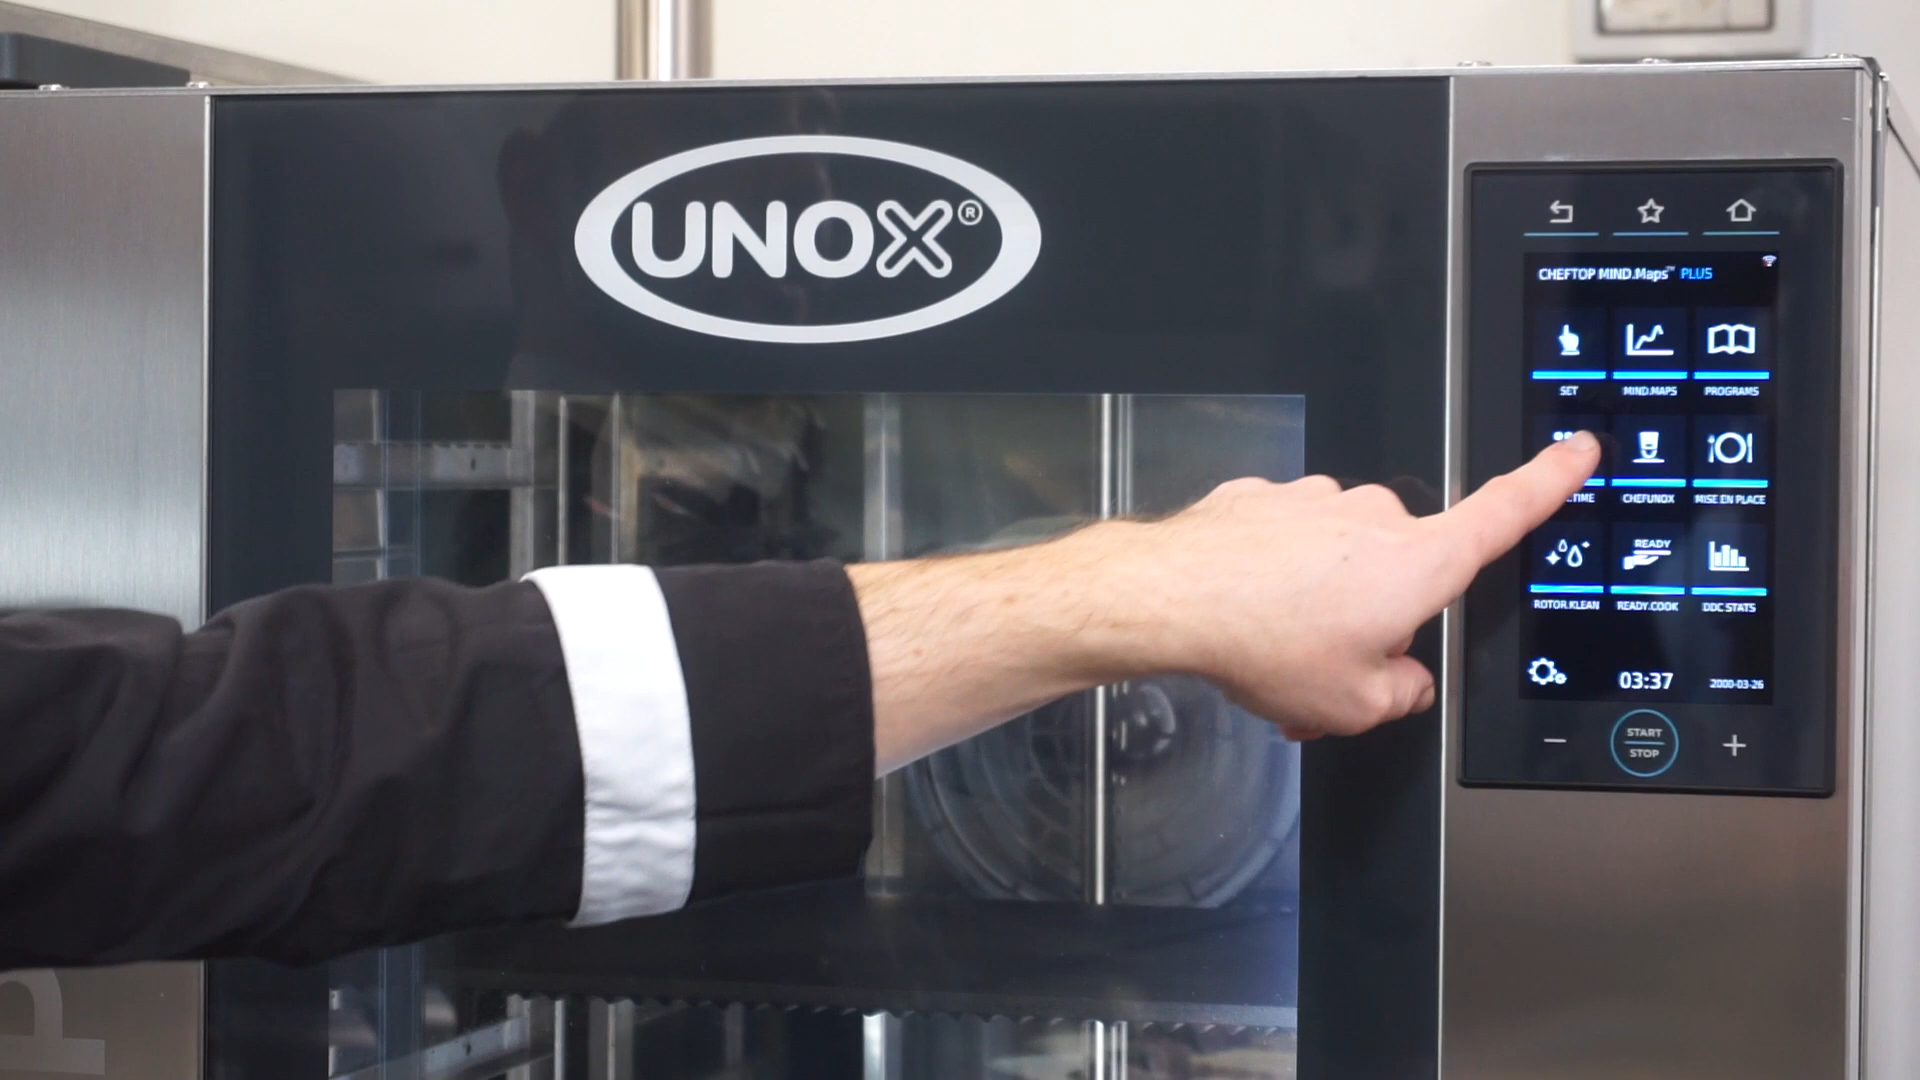 UNOX®
CHEFTOP MIND.Maps™ PLUS
SET MIND.MAPS PROGRAMS
TIME CHEFUNOX MISE EN PLACE
READY
ROTOR.KLEAN READY.COOK DDC STATS
03:37 2000-03-26
START
STOP
P